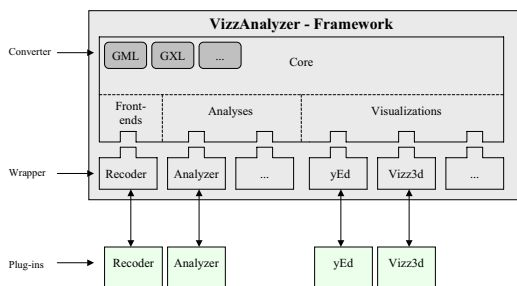 VizzAnalyzer - Framework
Converter
GML GXL ... Core
Front-
ends
Analyses
Visualizations
Wrapper
Recoder Analyzer ... yEd Vizz3d ...
Plug-ins
Recoder Analyzer yEd Vizz3d